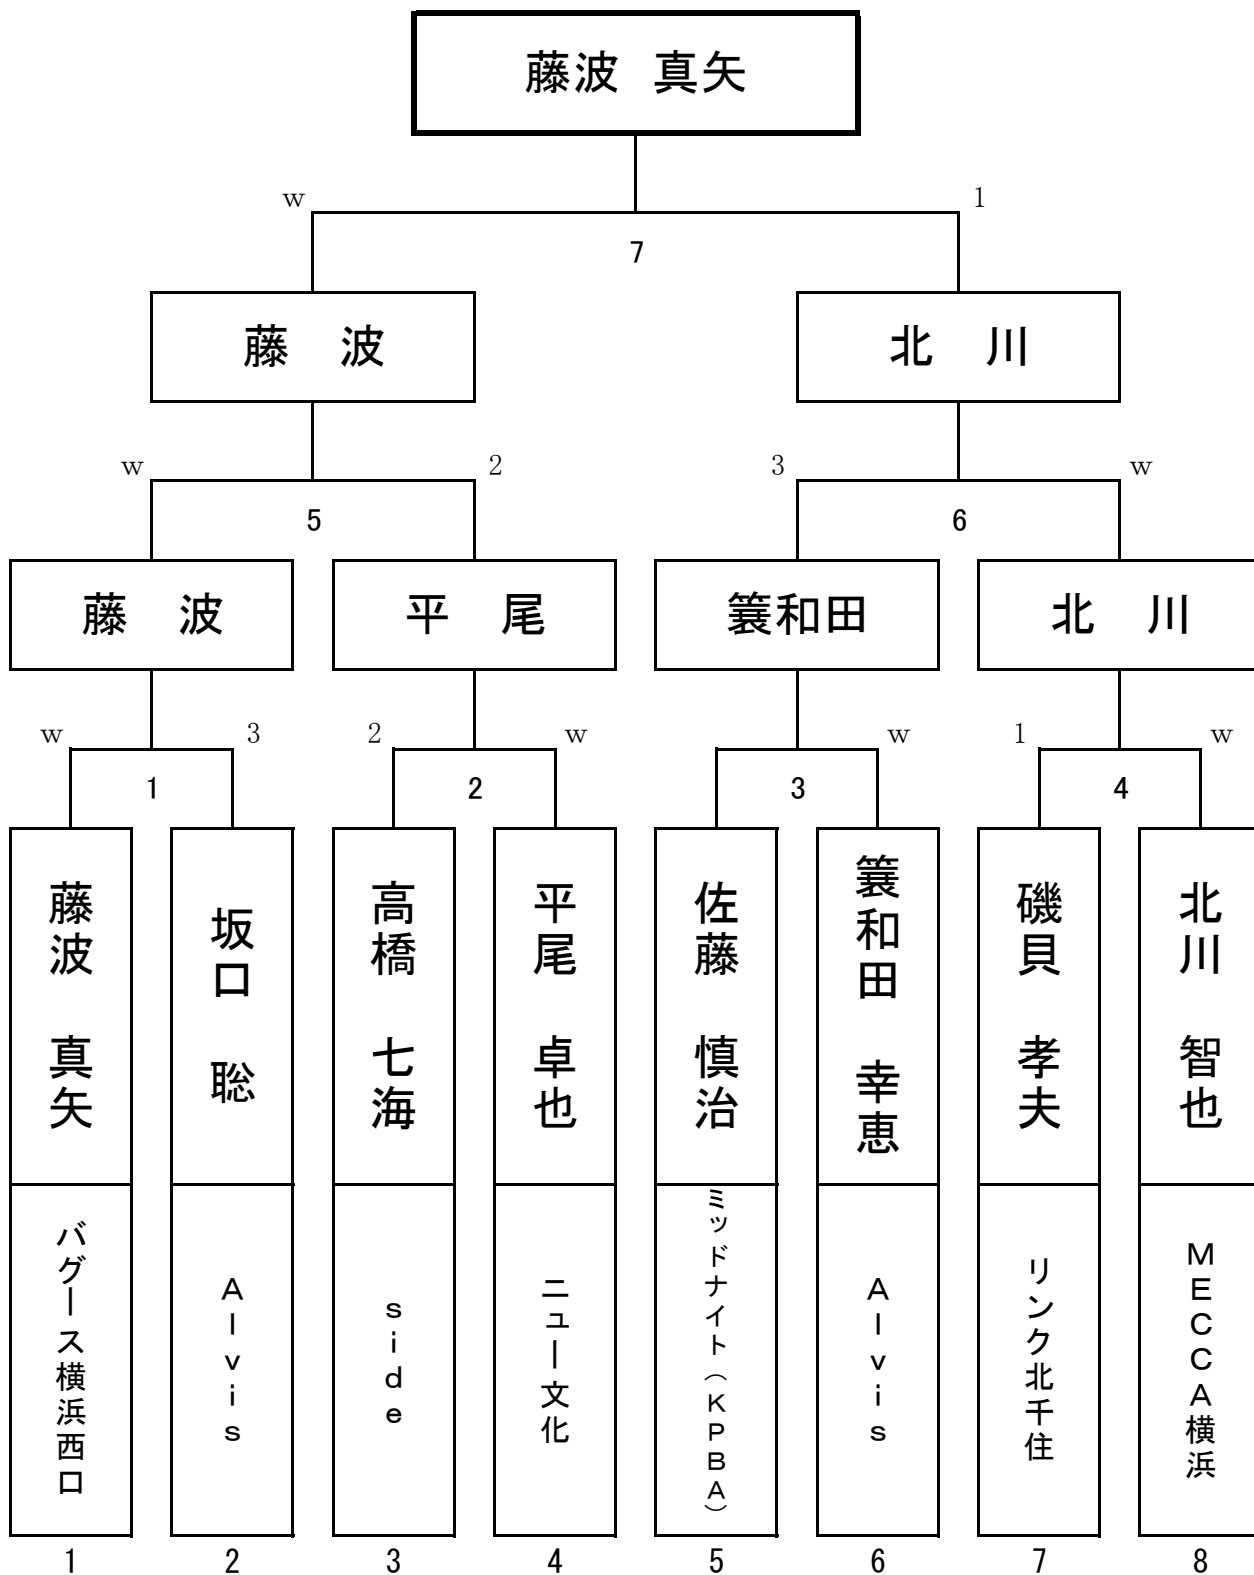 藤波 真矢
w 1
7
藤 波 北 川
w 2 3 w
5 6
藤 波 平 尾 簑和田 北 川
w 3 2 w w 1 w
1 2 3 4
藤波 真矢
坂口 聡
高橋 七海
平尾 卓也
佐藤 慎治
簑和田 幸恵
磯貝 孝夫
北川 智也
バグース横浜西口
Alvis
side
ニュー文化
ミッドナイト(KPBA)
Alvis
リンク北千住
MECCA横浜
1 2 3 4 5 6 7 8